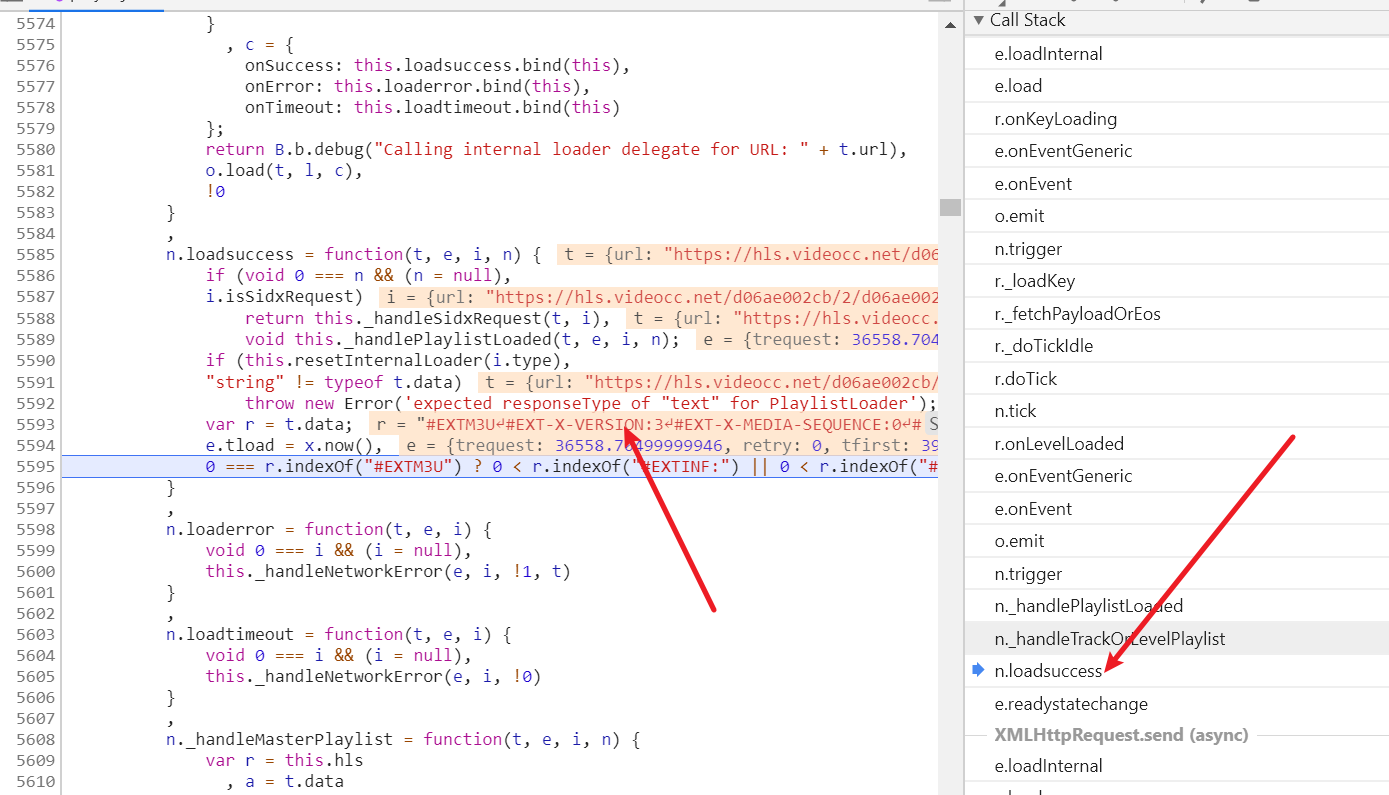 5574 }
5575 , c = {
5576 onSuccess: this.loadsuccess.bind(this),
5577 onError: this.loaderror.bind(this),
5578 onTimeout: this.loadtimeout.bind(this)
5579 };
5580 return B.b.debug("Calling internal loader delegate for URL: " + t.url),
5581 o.load(t, l, c),
5582 !0
5583 }
5584 ,
5585 n.loadsuccess = function(t, e, i, n) { t = {url: "https://hls.videocc.net/d06
5586 if (void 0 === n && (n = null),
5587 i.isSidxRequest) i = {url: "https://hls.videocc.net/d06ae002cb/2/d06ae002
5588 return this._handleSidxRequest(t, i), t = {url: "https://hls.videocc.
5589 void this._handlePlaylistLoaded(t, e, i, n); e = {trequest: 36558.704
5590 if (this.resetInternalLoader(i.type),
5591 "string" != typeof t.data) t = {url: "https://hls.videocc.net/d06ae002cb/
5592 throw new Error('expected responseType of "text" for PlaylistLoader');
5593 var r = t.data; r = "#EXTM3U↵#EXT-X-VERSION:3↵#EXT-X-MEDIA-SEQUENCE:0↵#
5594 e.tload = x.now(), e = {trequest: 36558.70499999946, retry: 0, tfirst: 39
5595 0 === r.indexOf("#EXTM3U") ? 0 < r.indexOf("#EXTINF:") || 0 < r.indexOf("#
5596 }
5597 ,
5598 n.loaderror = function(t, e, i) {
5599 void 0 === i && (i = null),
5600 this._handleNetworkError(e, i, !1, t)
5601 }
5602 ,
5603 n.loadtimeout = function(t, e, i) {
5604 void 0 === i && (i = null),
5605 this._handleNetworkError(e, i, !0)
5606 }
5607 ,
5608 n._handleMasterPlaylist = function(t, e, i, n) {
5609 var r = this.hls
5610 , a = t.data
Call Stack
e.loadInternal
e.load
r.onKeyLoading
e.onEventGeneric
e.onEvent
o.emit
n.trigger
r._loadKey
r._fetchPayloadOrEos
r._doTickIdle
r.doTick
n.tick
r.onLevelLoaded
e.onEventGeneric
e.onEvent
o.emit
n.trigger
n._handlePlaylistLoaded
n._handleTrackOrLevelPlaylist
n.loadsuccess
e.readystatechange
XMLHttpRequest.send (async)
e.loadInternal